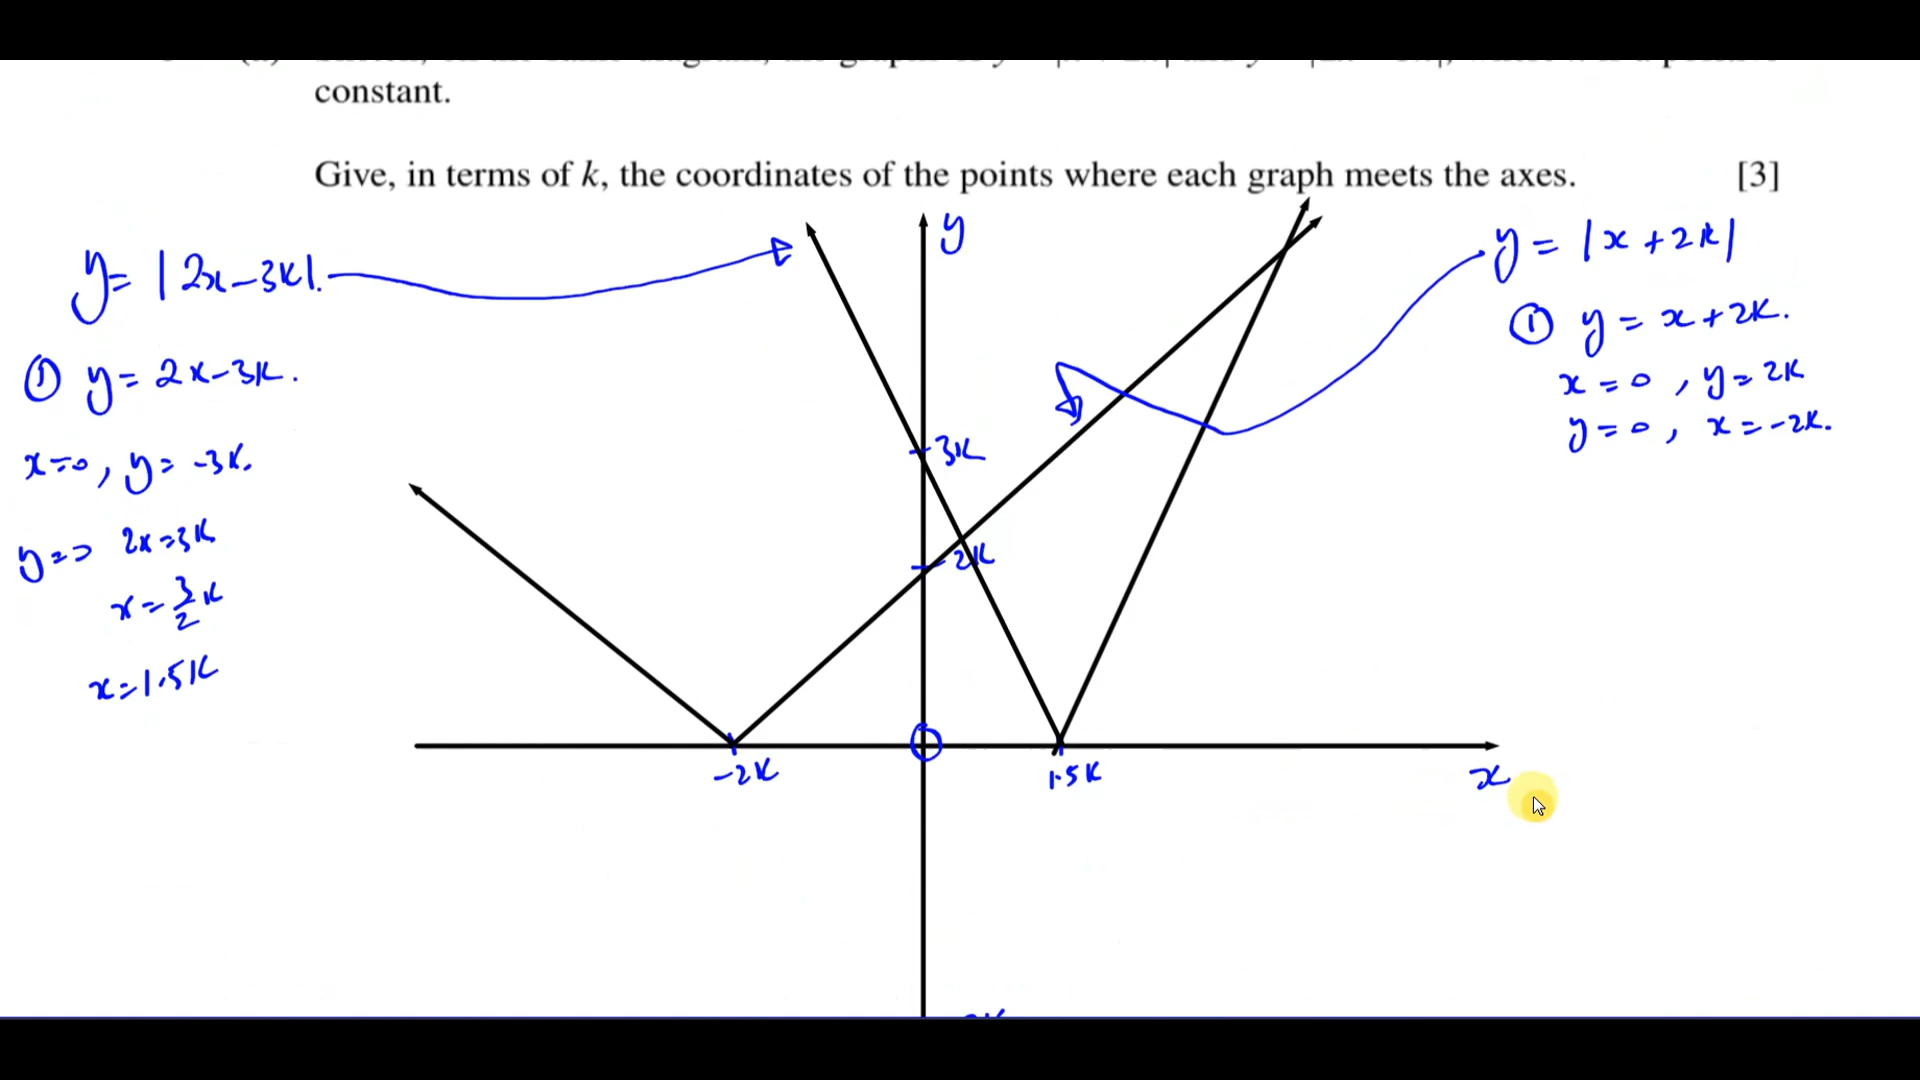 constant.
Give, in terms of k, the coordinates of the points where each graph meets the axes. [3]
y = |2x-3k|.
① y = 2x-3k.
x=0, y = -3k.
y=0 2x=3k
x = 3/2 k
x=1.5k
y
3k
2k
-2k
1.5k
x
y = |x+2k|
① y = x+2k.
x = 0, y = 2k
y = 0, x = -2k.